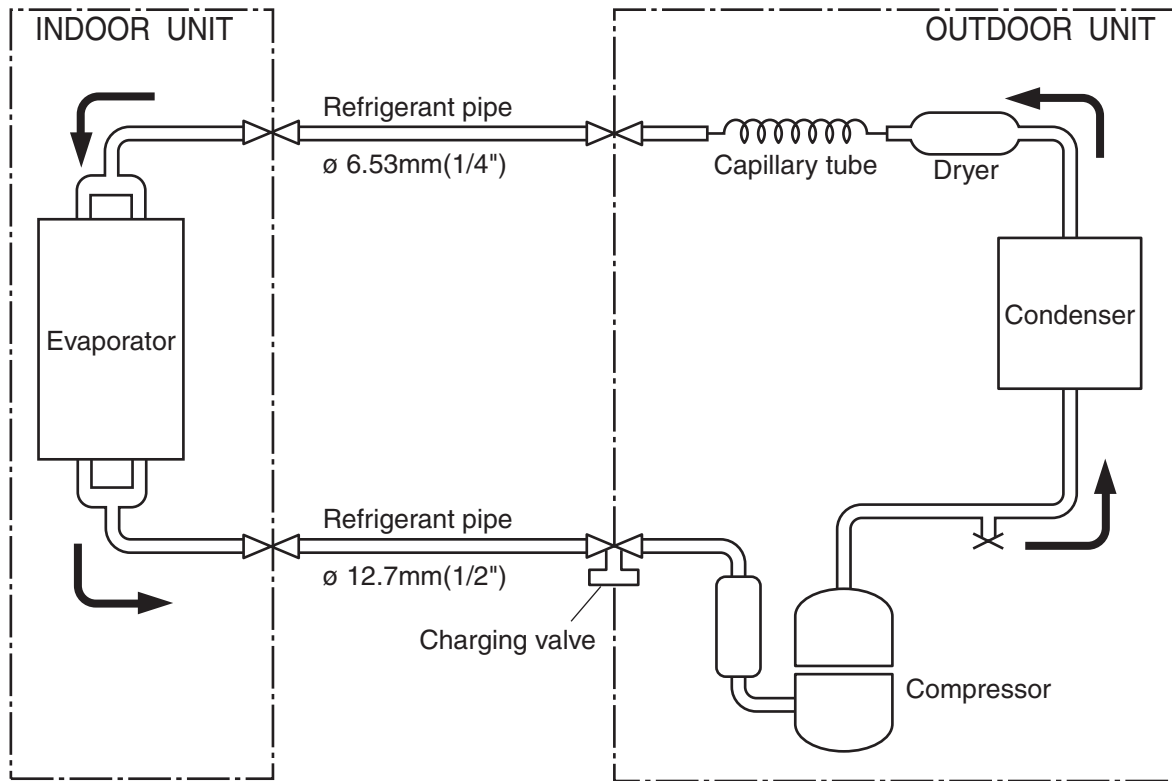 INDOOR UNIT
OUTDOOR UNIT
Refrigerant pipe
ø 6.53mm(1/4")
Capillary tube
Dryer
Evaporator
Condenser
Refrigerant pipe
ø 12.7mm(1/2")
Charging valve
Compressor